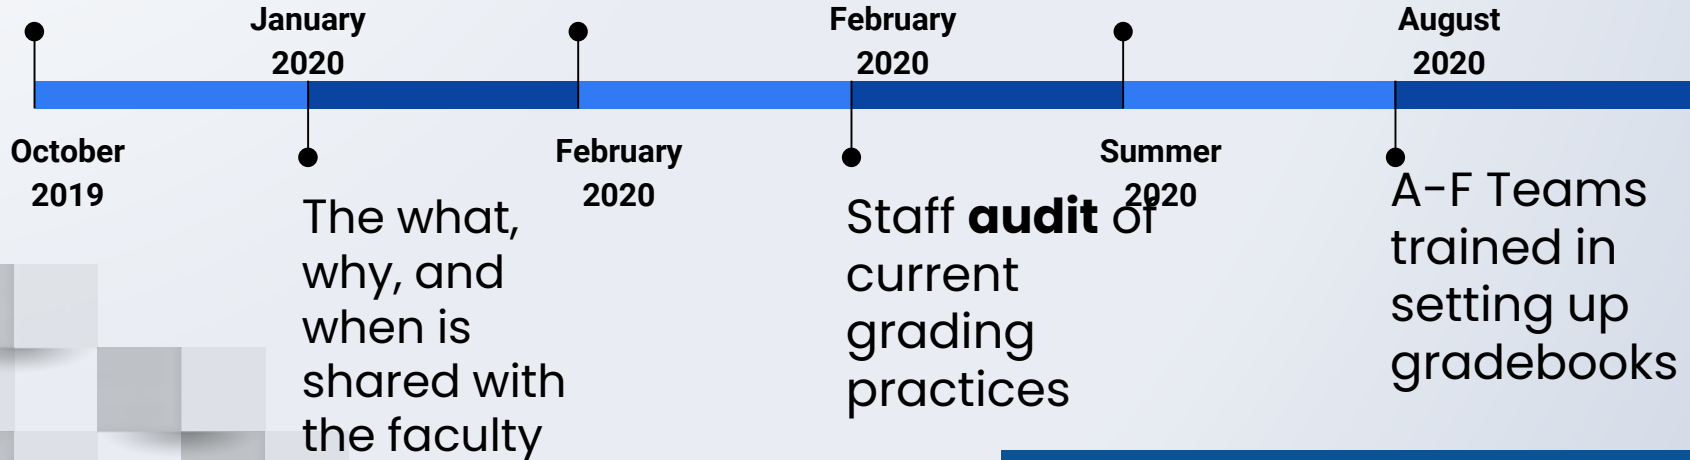 January
2020
February
2020
August
2020
October
2019
The what,
why, and
when is
shared with
the faculty
February
2020
Staff audit of
current
grading
practices
Summer
2020
A-F Teams
trained in
setting up
gradebooks